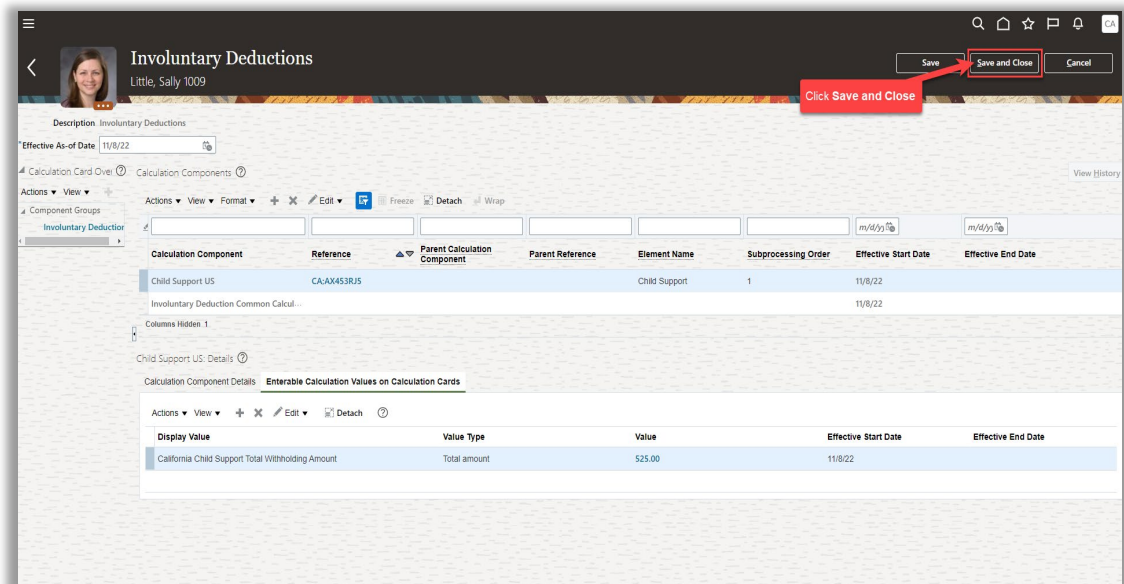 CA
Involuntary Deductions
Little, Sally 1009
Save
Save and Close
Cancel
Click Save and Close
Description Involuntary Deductions
*Effective As-of Date 11/8/22
Calculation Card Over
Calculation Components
View History
Actions View
Actions View Format Edit Freeze Detach Wrap
Component Groups
Involuntary Deduction
m/d/yy m/d/yy
Calculation Component Reference Parent Calculation Component Parent Reference Element Name Subprocessing Order Effective Start Date Effective End Date
Child Support US CA:AX453RJ5 Child Support 1 11/8/22
Involuntary Deduction Common Calcul... 11/8/22
Columns Hidden 1
Child Support US: Details
Calculation Component Details Enterable Calculation Values on Calculation Cards
Actions View Edit Detach
Display Value Value Type Value Effective Start Date Effective End Date
California Child Support Total Withholding Amount Total amount 525.00 11/8/22